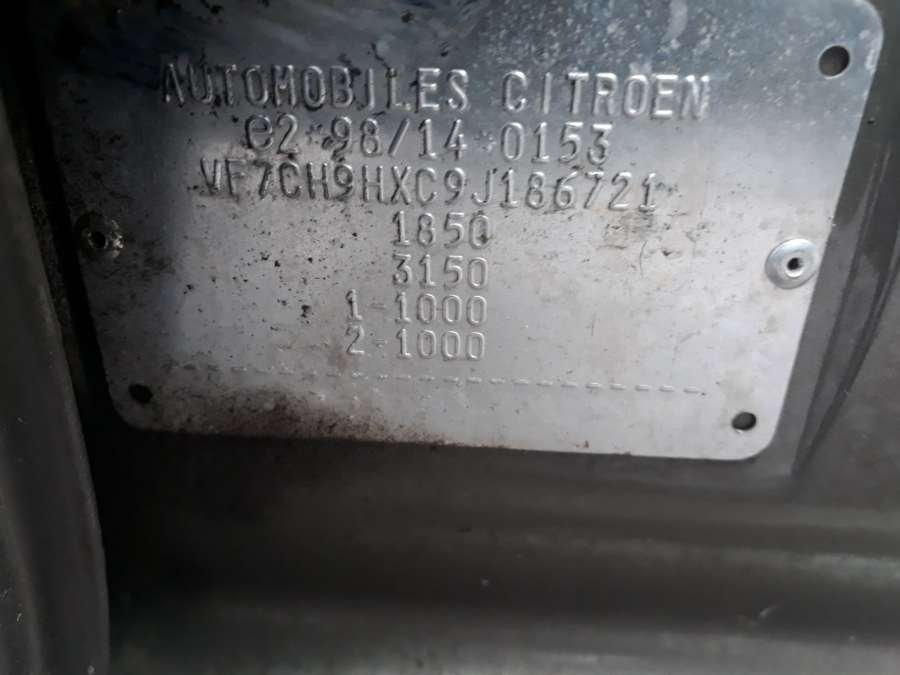 AUTOMOBILES CITROEN
e2*98/14*0153
VF7CH9HXC9J186721
1850
3150
1-1000
2-1000